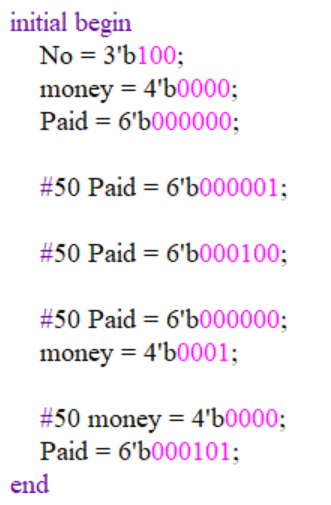 initial begin
No = 3'b100;
money = 4'b0000;
Paid = 6'b000000;
#50 Paid = 6'b000001;
#50 Paid = 6'b000100;
#50 Paid = 6'b000000;
money = 4'b0001;
#50 money = 4'b0000;
Paid = 6'b000101;
end